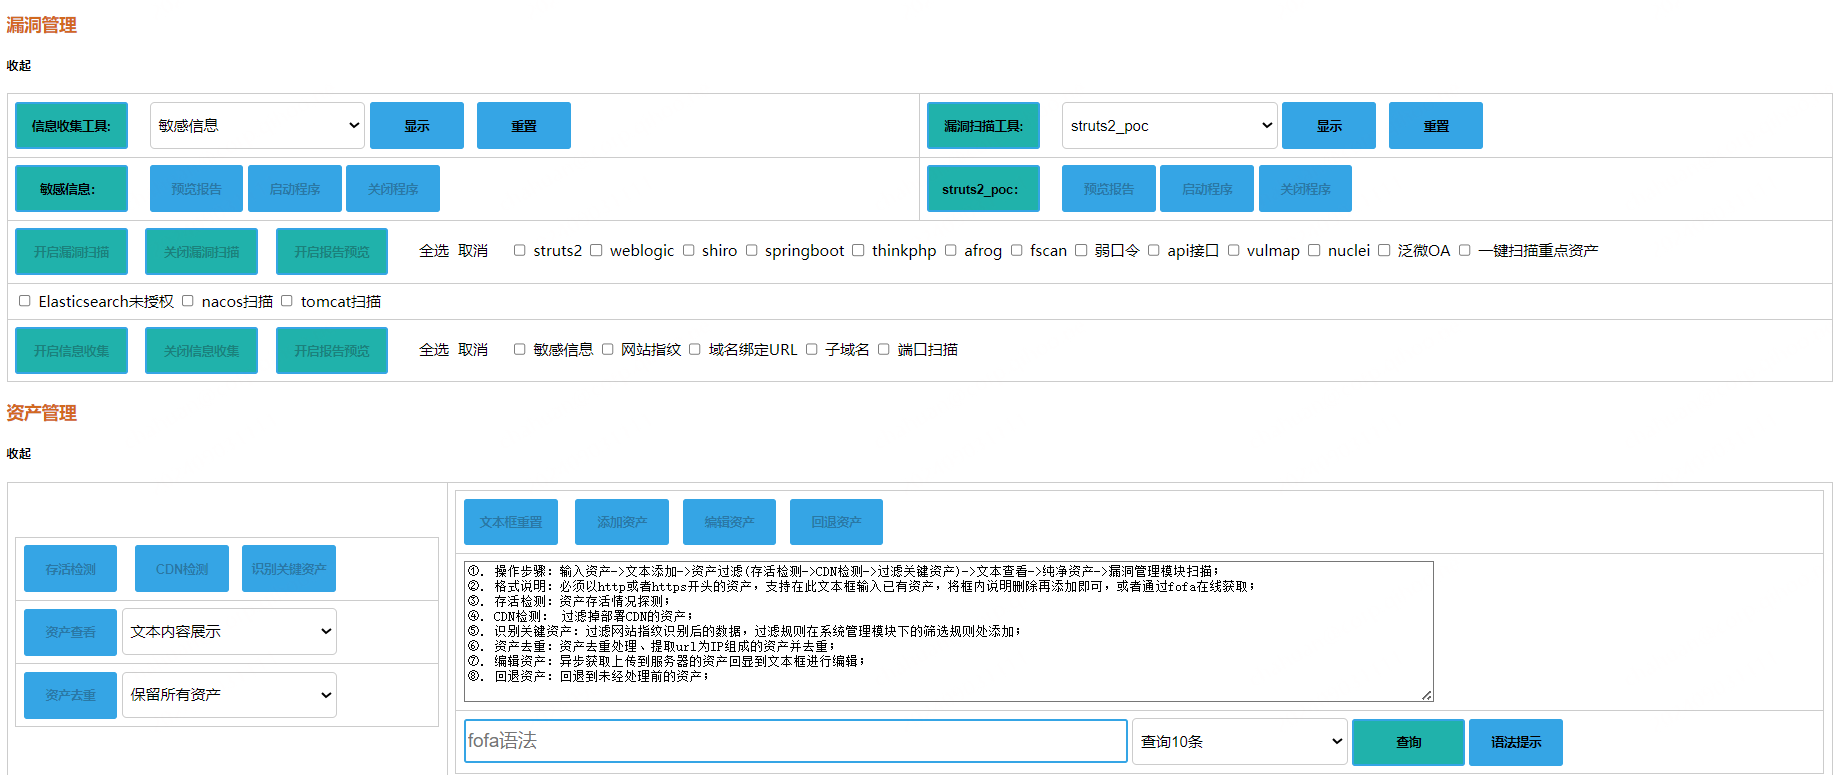 漏洞管理
收起
信息收集工具: 敏感信息 显示 重置 漏洞扫描工具: struts2_poc 显示 重置
敏感信息: 预览报告 启动程序 关闭程序 struts2_poc: 预览报告 启动程序 关闭程序
开启漏洞扫描 关闭漏洞扫描 开启报告预览 全选 取消 struts2 weblogic shiro springboot thinkphp afrog fscan 弱口令 api接口 vulmap nuclei 泛微OA 一键扫描重点资产
Elasticsearch未授权 nacos扫描 tomcat扫描
开启信息收集 关闭信息收集 开启报告预览 全选 取消 敏感信息 网站指纹 域名绑定URL 子域名 端口扫描
资产管理
收起
存活检测 CDN检测 识别关键资产
资产查看 文本内容展示
资产去重 保留所有资产
文本框重置 添加资产 编辑资产 回退资产
①. 操作步骤: 输入资产->文本添加->资产过滤(存活检测->CDN检测->过滤关键资产)->文本查看->纯净资产->漏洞管理模块扫描;
②. 格式说明: 必须以http或者https开头的资产, 支持在此文本框输入已有资产, 将框内说明删除再添加即可, 或者通过fofa在线获取;
③. 存活检测: 资产存活情况探测;
④. CDN检测: 过滤掉部署CDN的资产;
⑤. 识别关键资产: 过滤网站指纹识别后的数据, 过滤规则在系统管理模块下的筛选规则处添加;
⑥. 资产去重: 资产去重处理、提取url为IP组成的资产并去重;
⑦. 编辑资产: 异步获取上传到服务器的资产回显到文本框进行编辑;
⑧. 回退资产: 回退到未经处理前的资产;
fofa语法 查询10条 查询 语法提示